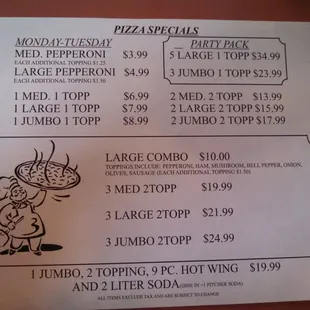 PIZZA SPECIALS
MONDAY-TUESDAY
MED. PEPPERONI $3.99
EACH ADDITIONAL TOPPING $1.25
LARGE PEPPERONI $4.99
EACH ADDITIONAL TOPPING $1.50
PARTY PACK
5 LARGE 1 TOPP $34.99
3 JUMBO 1 TOPP $23.99
1 MED. 1 TOPP $6.99
1 LARGE 1 TOPP $7.99
1 JUMBO 1 TOPP $8.99
2 MED. 2 TOPP $13.99
2 LARGE 2 TOPP $15.99
2 JUMBO 2 TOPP $17.99
LARGE COMBO $10.00
TOPPINGS INCLUDE: PEPPERONI, HAM, MUSHROOM, BELL PEPPER, ONION,
OLIVES, SAUSAGE (EACH ADDITIONAL TOPPING $1.50)
3 MED 2TOPP $19.99
3 LARGE 2TOPP $21.99
3 JUMBO 2TOPP $24.99
1 JUMBO, 2 TOPPING, 9 PC. HOT WING $19.99
AND 2 LITER SODA (DINE IN =1 PITCHER SODA)
ALL ITEMS EXCLUDE TAX AND ARE SUBJECT TO CHANGE